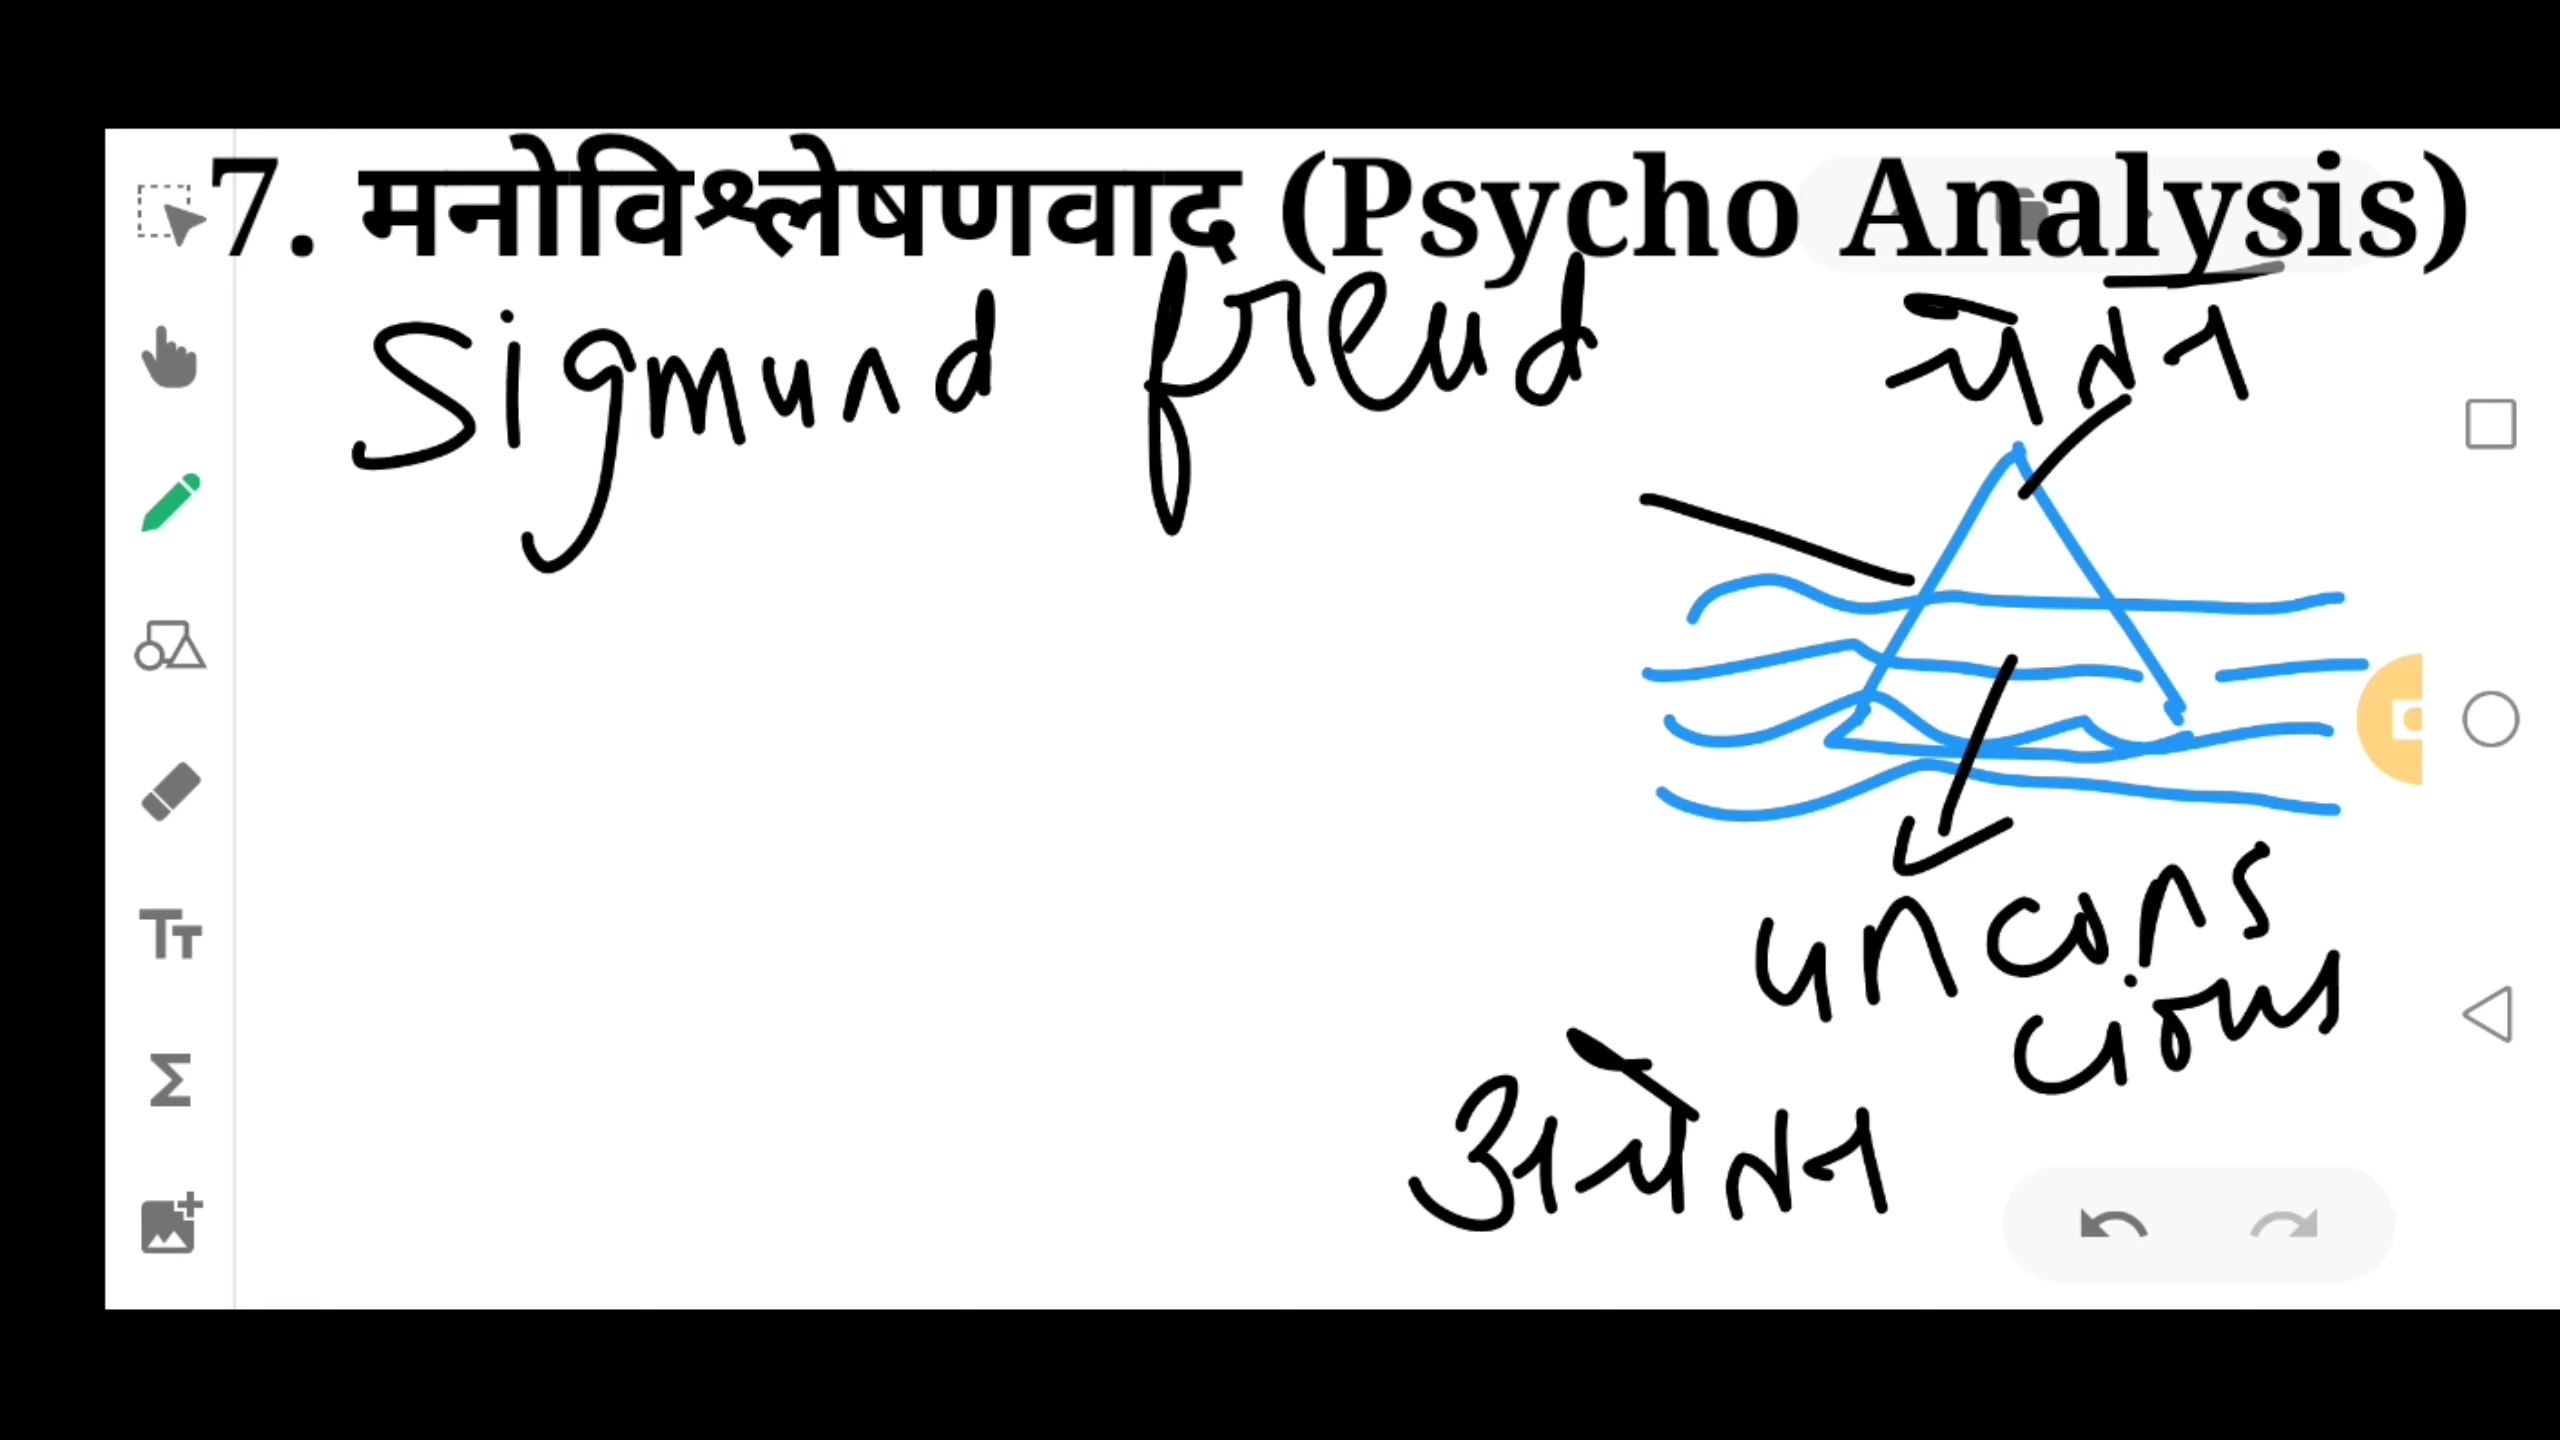 7. मनोविश्लेषणवाद (Psycho Analysis)
Sigmund freud
चेतन
uncons
cious
अचेतन